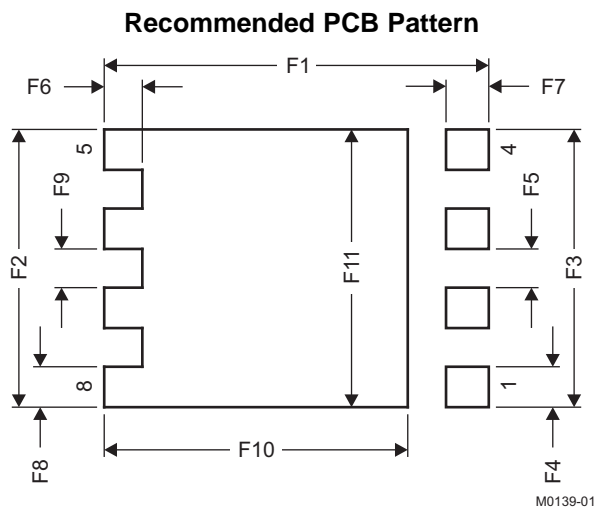 Recommended PCB Pattern
F1
F6
F7
5
4
F9
F5
F2
F11
F3
8
1
F10
F8
F4
M0139-01